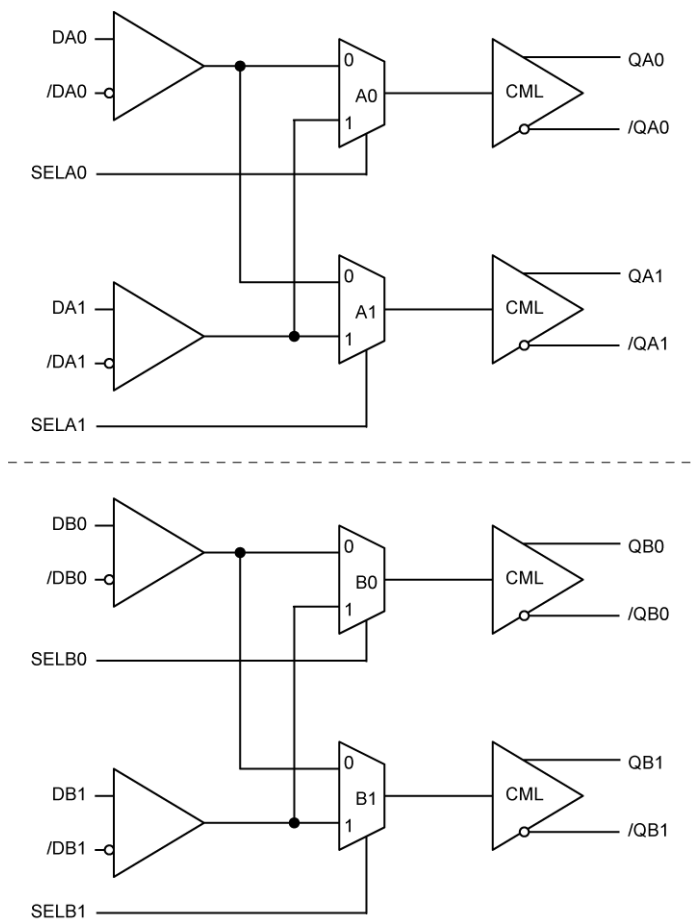 DA0
/DA0
SELA0
0
1
A0
CML
QA0
/QA0
DA1
/DA1
SELA1
0
1
A1
CML
QA1
/QA1
DB0
/DB0
SELB0
0
1
B0
CML
QB0
/QB0
DB1
/DB1
SELB1
0
1
B1
CML
QB1
/QB1